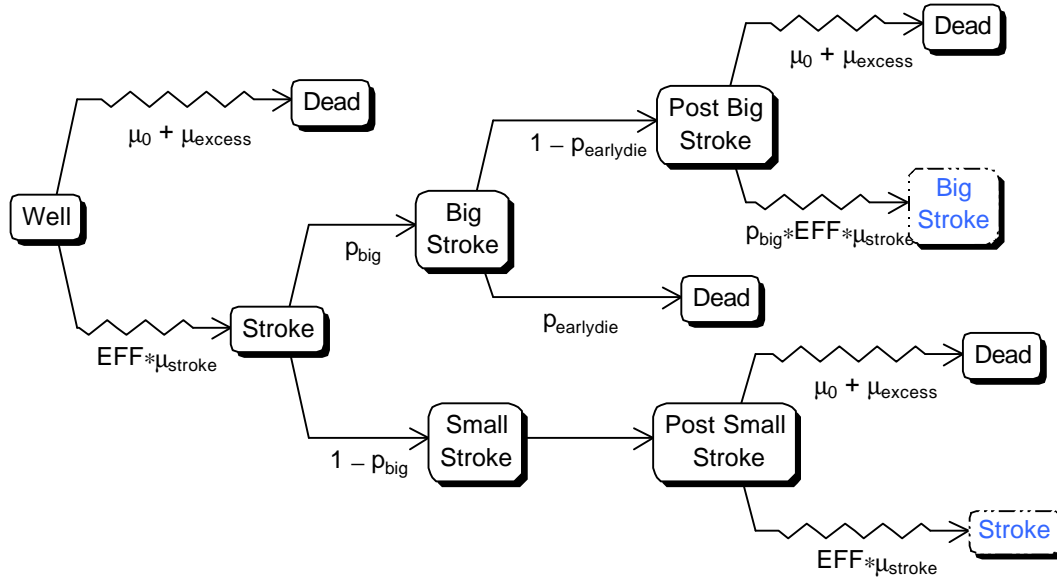 Dead
μ0 + μexcess
Dead
μ0 + μexcess
Post Big
Stroke
1 – pearlydie
Well
Big
Stroke
pbig
Big
Stroke
pbig*EFF*μstroke
Dead
pearlydie
Stroke
EFF*μstroke
Dead
μ0 + μexcess
Small
Stroke
1 – pbig
Post Small
Stroke
Stroke
EFF*μstroke